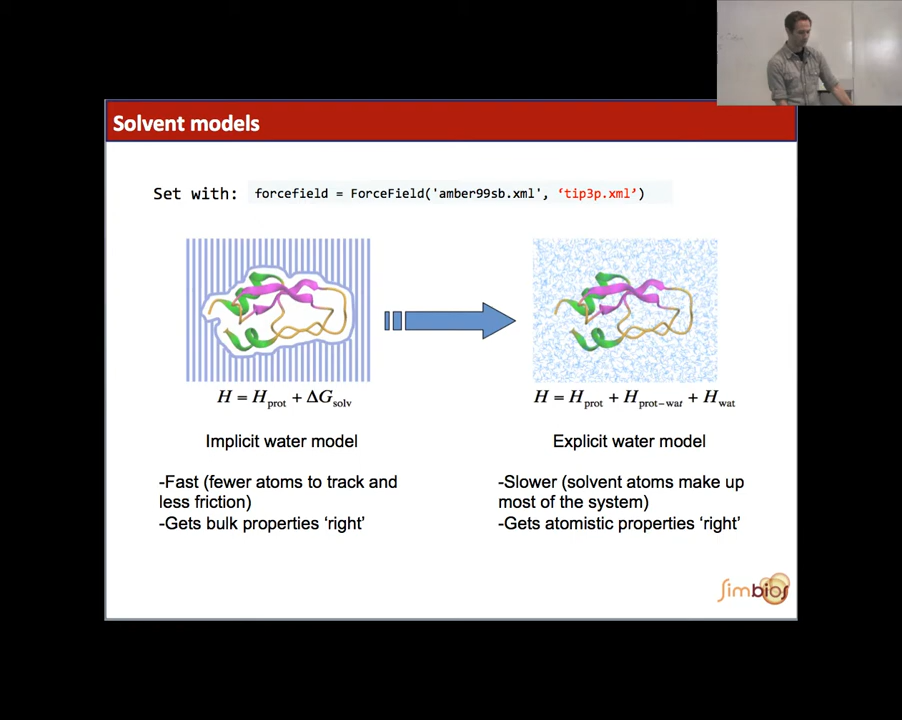 Solvent models
Set with: forcefield = ForceField('amber99sb.xml', ‘tip3p.xml’)
H = H_prot + ΔG_solv
H = H_prot + H_prot-wat + H_wat
Implicit water model
Explicit water model
-Fast (fewer atoms to track and
less friction)
-Gets bulk properties ‘right’
-Slower (solvent atoms make up
most of the system)
-Gets atomistic properties ‘right’
Simbios